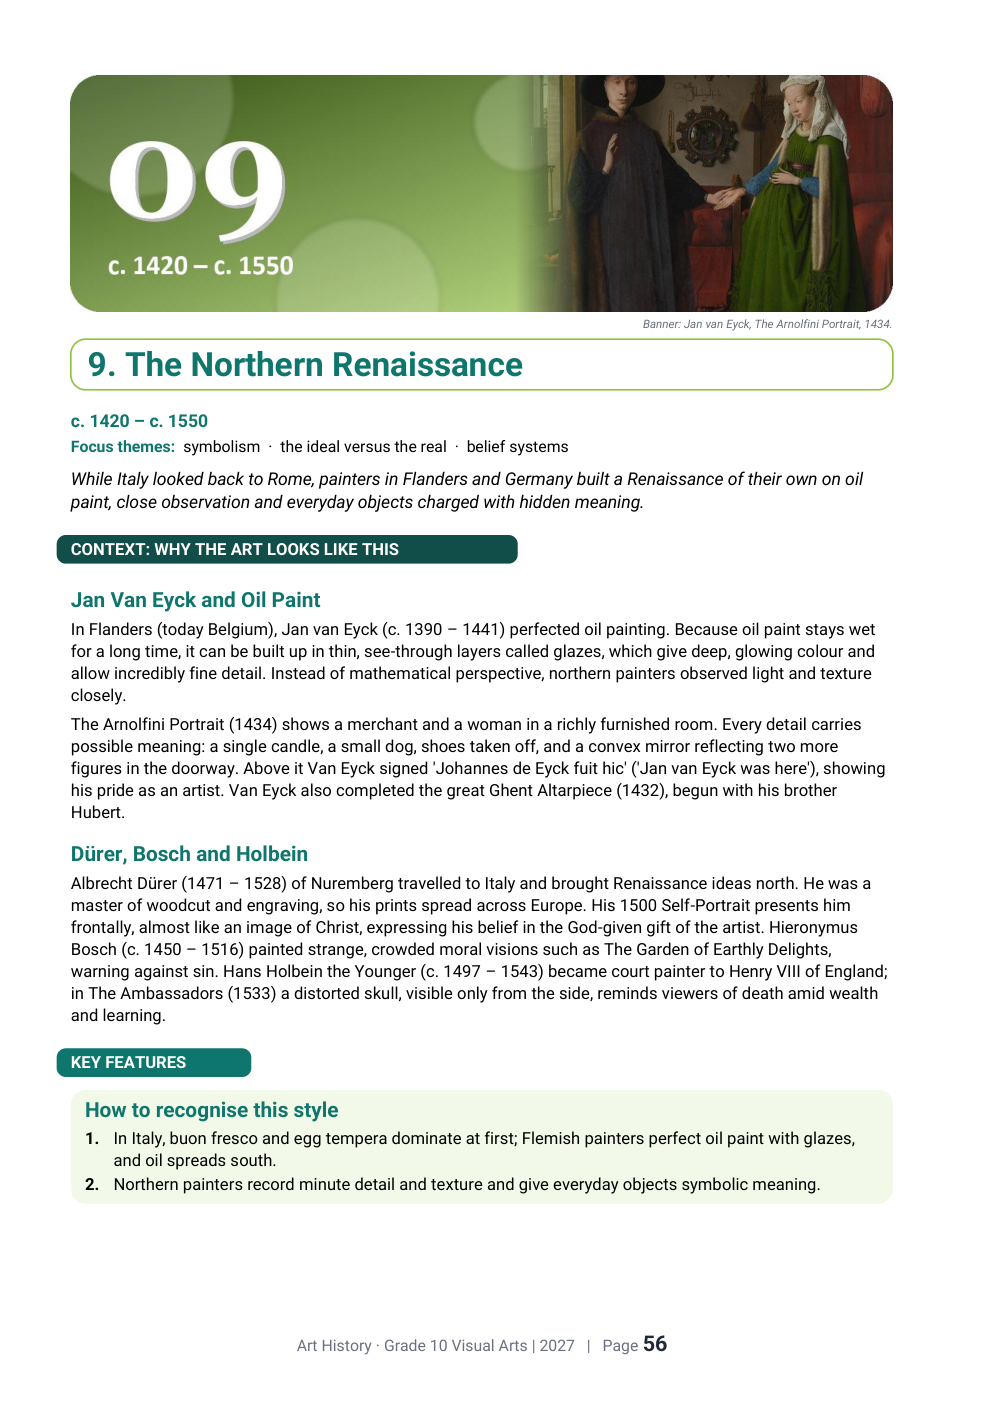 09
c. 1420 – c. 1550
Banner: Jan van Eyck, The Arnolfini Portrait, 1434.
9. The Northern Renaissance
c. 1420 – c. 1550
Focus themes: symbolism · the ideal versus the real · belief systems
While Italy looked back to Rome, painters in Flanders and Germany built a Renaissance of their own on oil
paint, close observation and everyday objects charged with hidden meaning.
CONTEXT: WHY THE ART LOOKS LIKE THIS
Jan Van Eyck and Oil Paint
In Flanders (today Belgium), Jan van Eyck (c. 1390 – 1441) perfected oil painting. Because oil paint stays wet
for a long time, it can be built up in thin, see-through layers called glazes, which give deep, glowing colour and
allow incredibly fine detail. Instead of mathematical perspective, northern painters observed light and texture
closely.
The Arnolfini Portrait (1434) shows a merchant and a woman in a richly furnished room. Every detail carries
possible meaning: a single candle, a small dog, shoes taken off, and a convex mirror reflecting two more
figures in the doorway. Above it Van Eyck signed 'Johannes de Eyck fuit hic' ('Jan van Eyck was here'), showing
his pride as an artist. Van Eyck also completed the great Ghent Altarpiece (1432), begun with his brother
Hubert.
Dürer, Bosch and Holbein
Albrecht Dürer (1471 – 1528) of Nuremberg travelled to Italy and brought Renaissance ideas north. He was a
master of woodcut and engraving, so his prints spread across Europe. His 1500 Self-Portrait presents him
frontally, almost like an image of Christ, expressing his belief in the God-given gift of the artist. Hieronymus
Bosch (c. 1450 – 1516) painted strange, crowded moral visions such as The Garden of Earthly Delights,
warning against sin. Hans Holbein the Younger (c. 1497 – 1543) became court painter to Henry VIII of England;
in The Ambassadors (1533) a distorted skull, visible only from the side, reminds viewers of death amid wealth
and learning.
KEY FEATURES
How to recognise this style
1. In Italy, buon fresco and egg tempera dominate at first; Flemish painters perfect oil paint with glazes,
and oil spreads south.
2. Northern painters record minute detail and texture and give everyday objects symbolic meaning.
Art History · Grade 10 Visual Arts | 2027 | Page 56